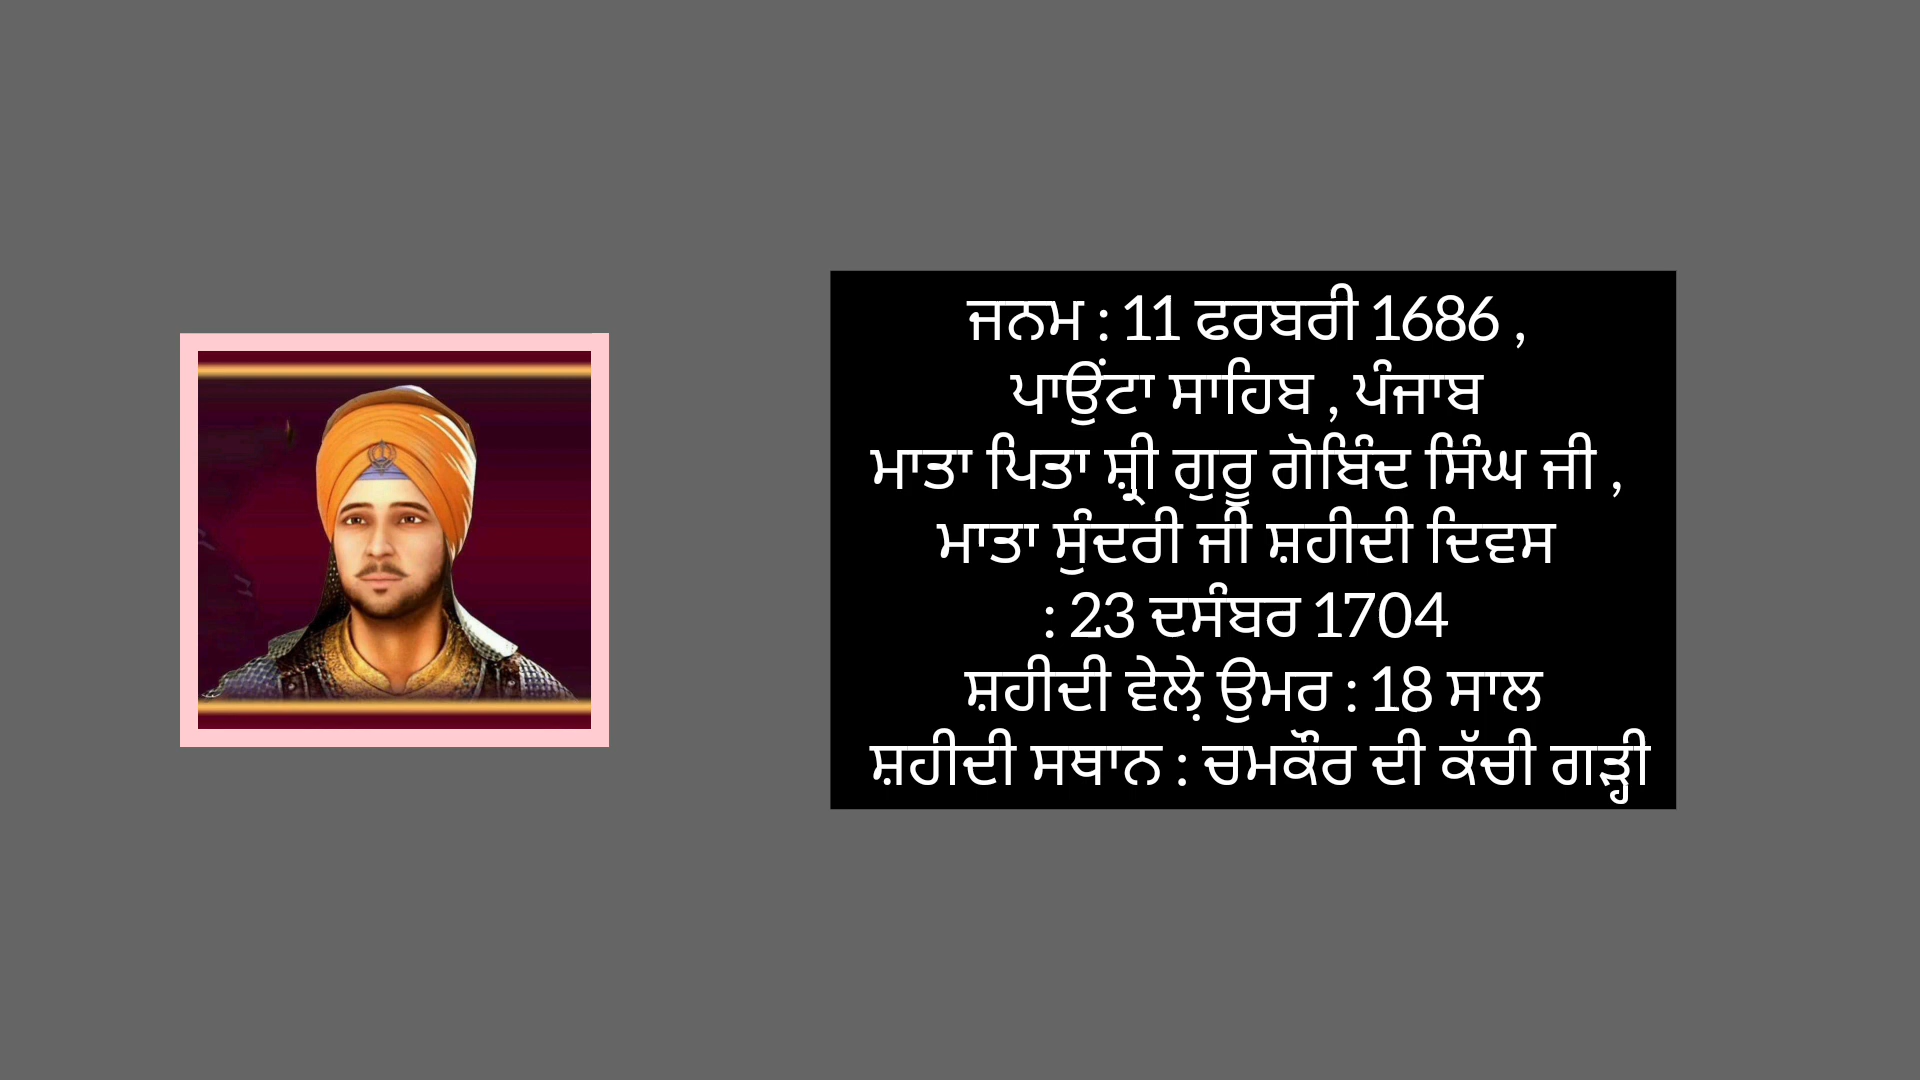 ਜਨਮ : 11 ਫਰਬਰੀ 1686 ,
ਪਾਉਂਟਾ ਸਾਹਿਬ , ਪੰਜਾਬ
ਮਾਤਾ ਪਿਤਾ ਸ਼੍ਰੀ ਗੁਰੂ ਗੋਬਿੰਦ ਸਿੰਘ ਜੀ ,
ਮਾਤਾ ਸੁੰਦਰੀ ਜੀ ਸ਼ਹੀਦੀ ਦਿਵਸ
: 23 ਦਸੰਬਰ 1704
ਸ਼ਹੀਦੀ ਵੇਲ਼ੇ ਉਮਰ : 18 ਸਾਲ
ਸ਼ਹੀਦੀ ਸਥਾਨ : ਚਮਕੌਰ ਦੀ ਕੱਚੀ ਗੜ੍ਹੀ